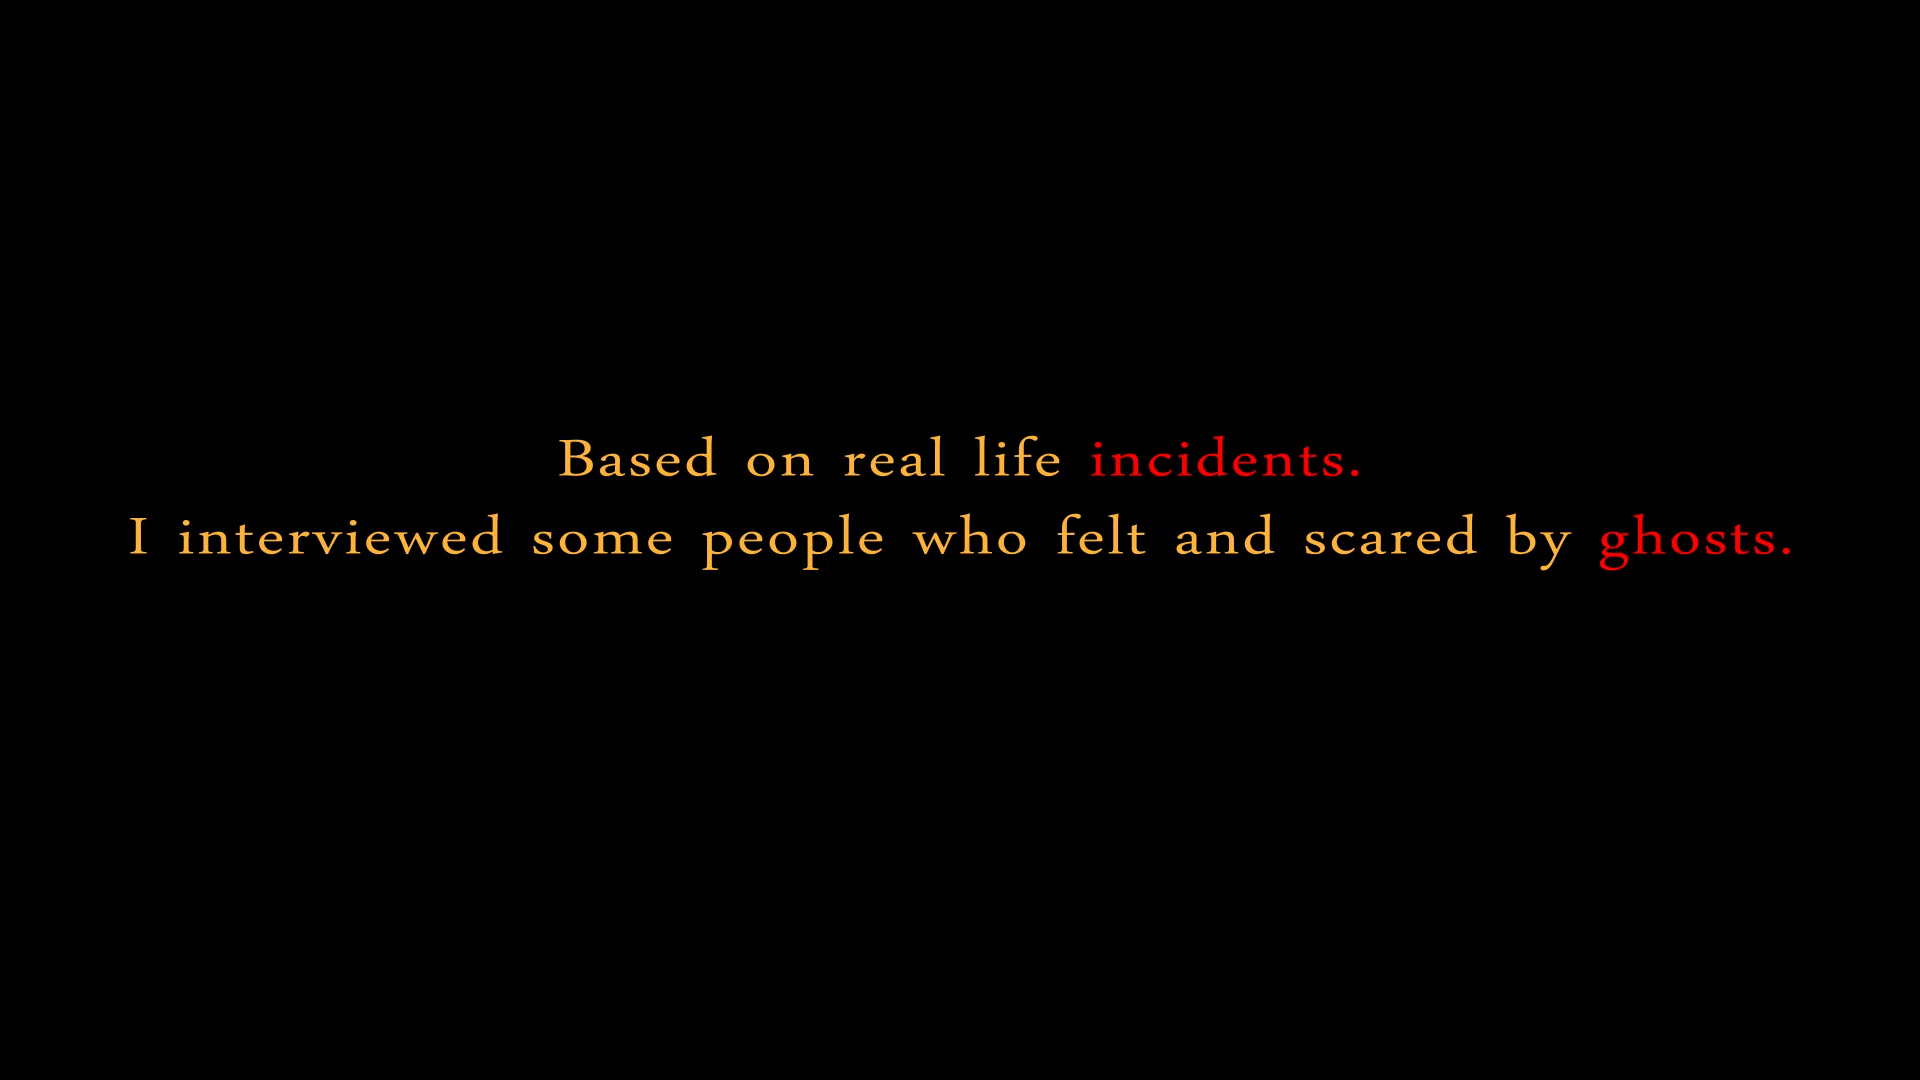 Based on real life incidents.
I interviewed some people who felt and scared by ghosts.